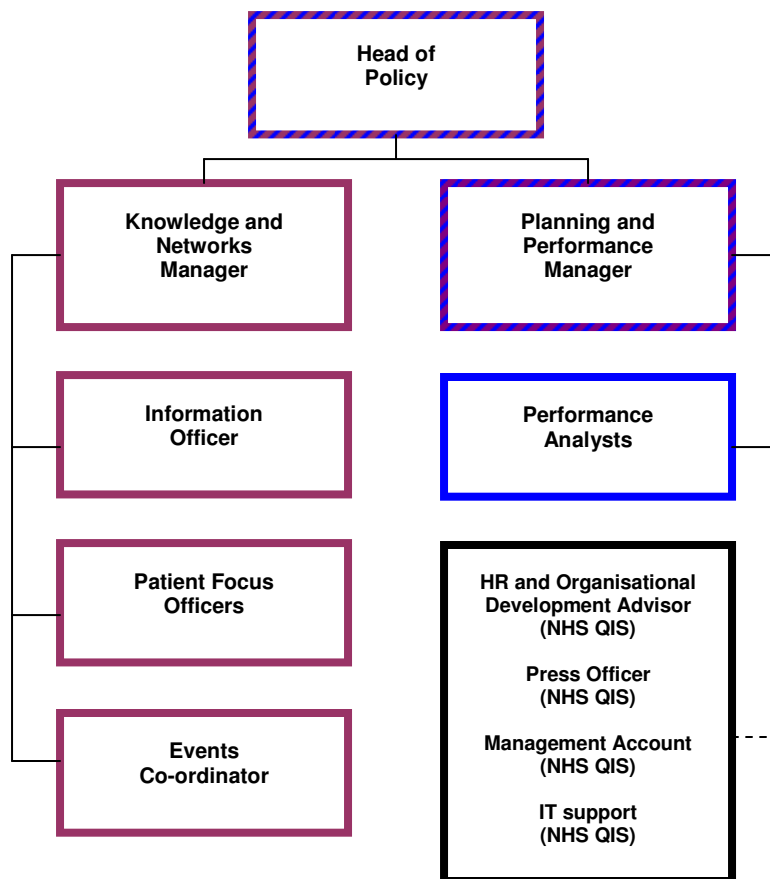 Head of
Policy
Knowledge and
Networks
Manager
Planning and
Performance
Manager
Information
Officer
Performance
Analysts
Patient Focus
Officers
HR and Organisational
Development Advisor
(NHS QIS)
Press Officer
(NHS QIS)
Management Account
(NHS QIS)
IT support
(NHS QIS)
Events
Co-ordinator